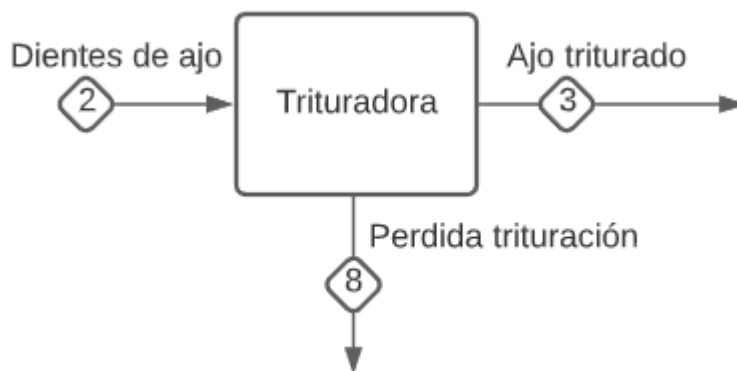 Dientes de ajo
2
Trituradora
Ajo triturado
3
Perdida trituración
8